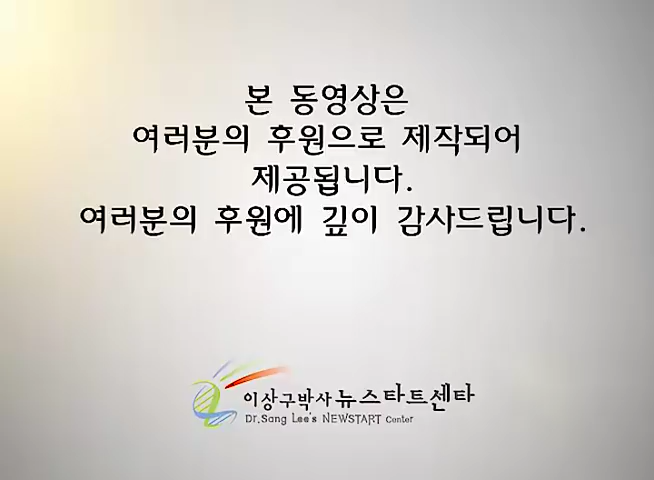 본 동영상은
여러분의 후원으로 제작되어
제공됩니다.
여러분의 후원에 깊이 감사드립니다.
이상구박사 뉴스타트센타
Dr.Sang Lee's NEWSTART Center